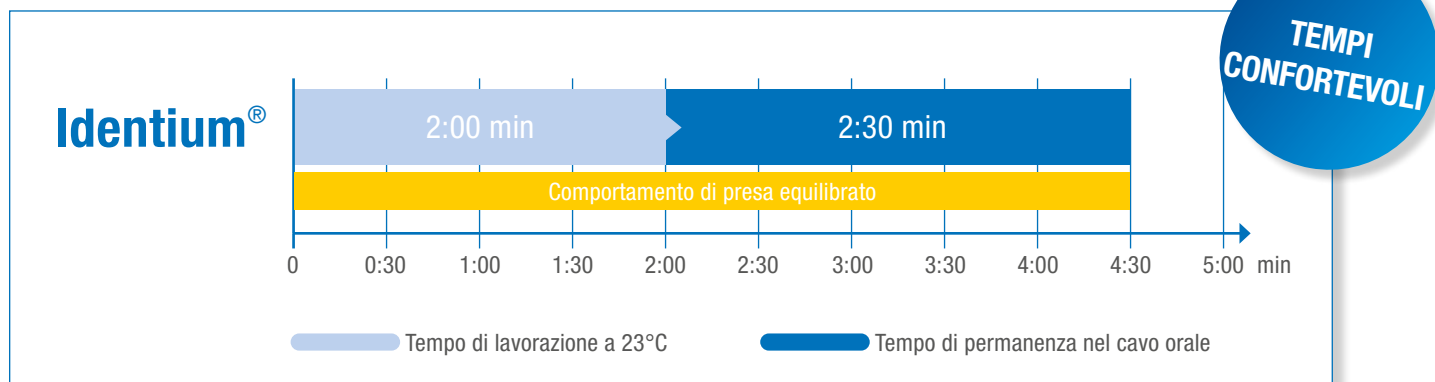 TEMPI
CONFORTEVOLI
Identium®
2:00 min 2:30 min
Comportamento di presa equilibrato
0 0:30 1:00 1:30 2:00 2:30 3:00 3:30 4:00 4:30 5:00 min
Tempo di lavorazione a 23°C Tempo di permanenza nel cavo orale